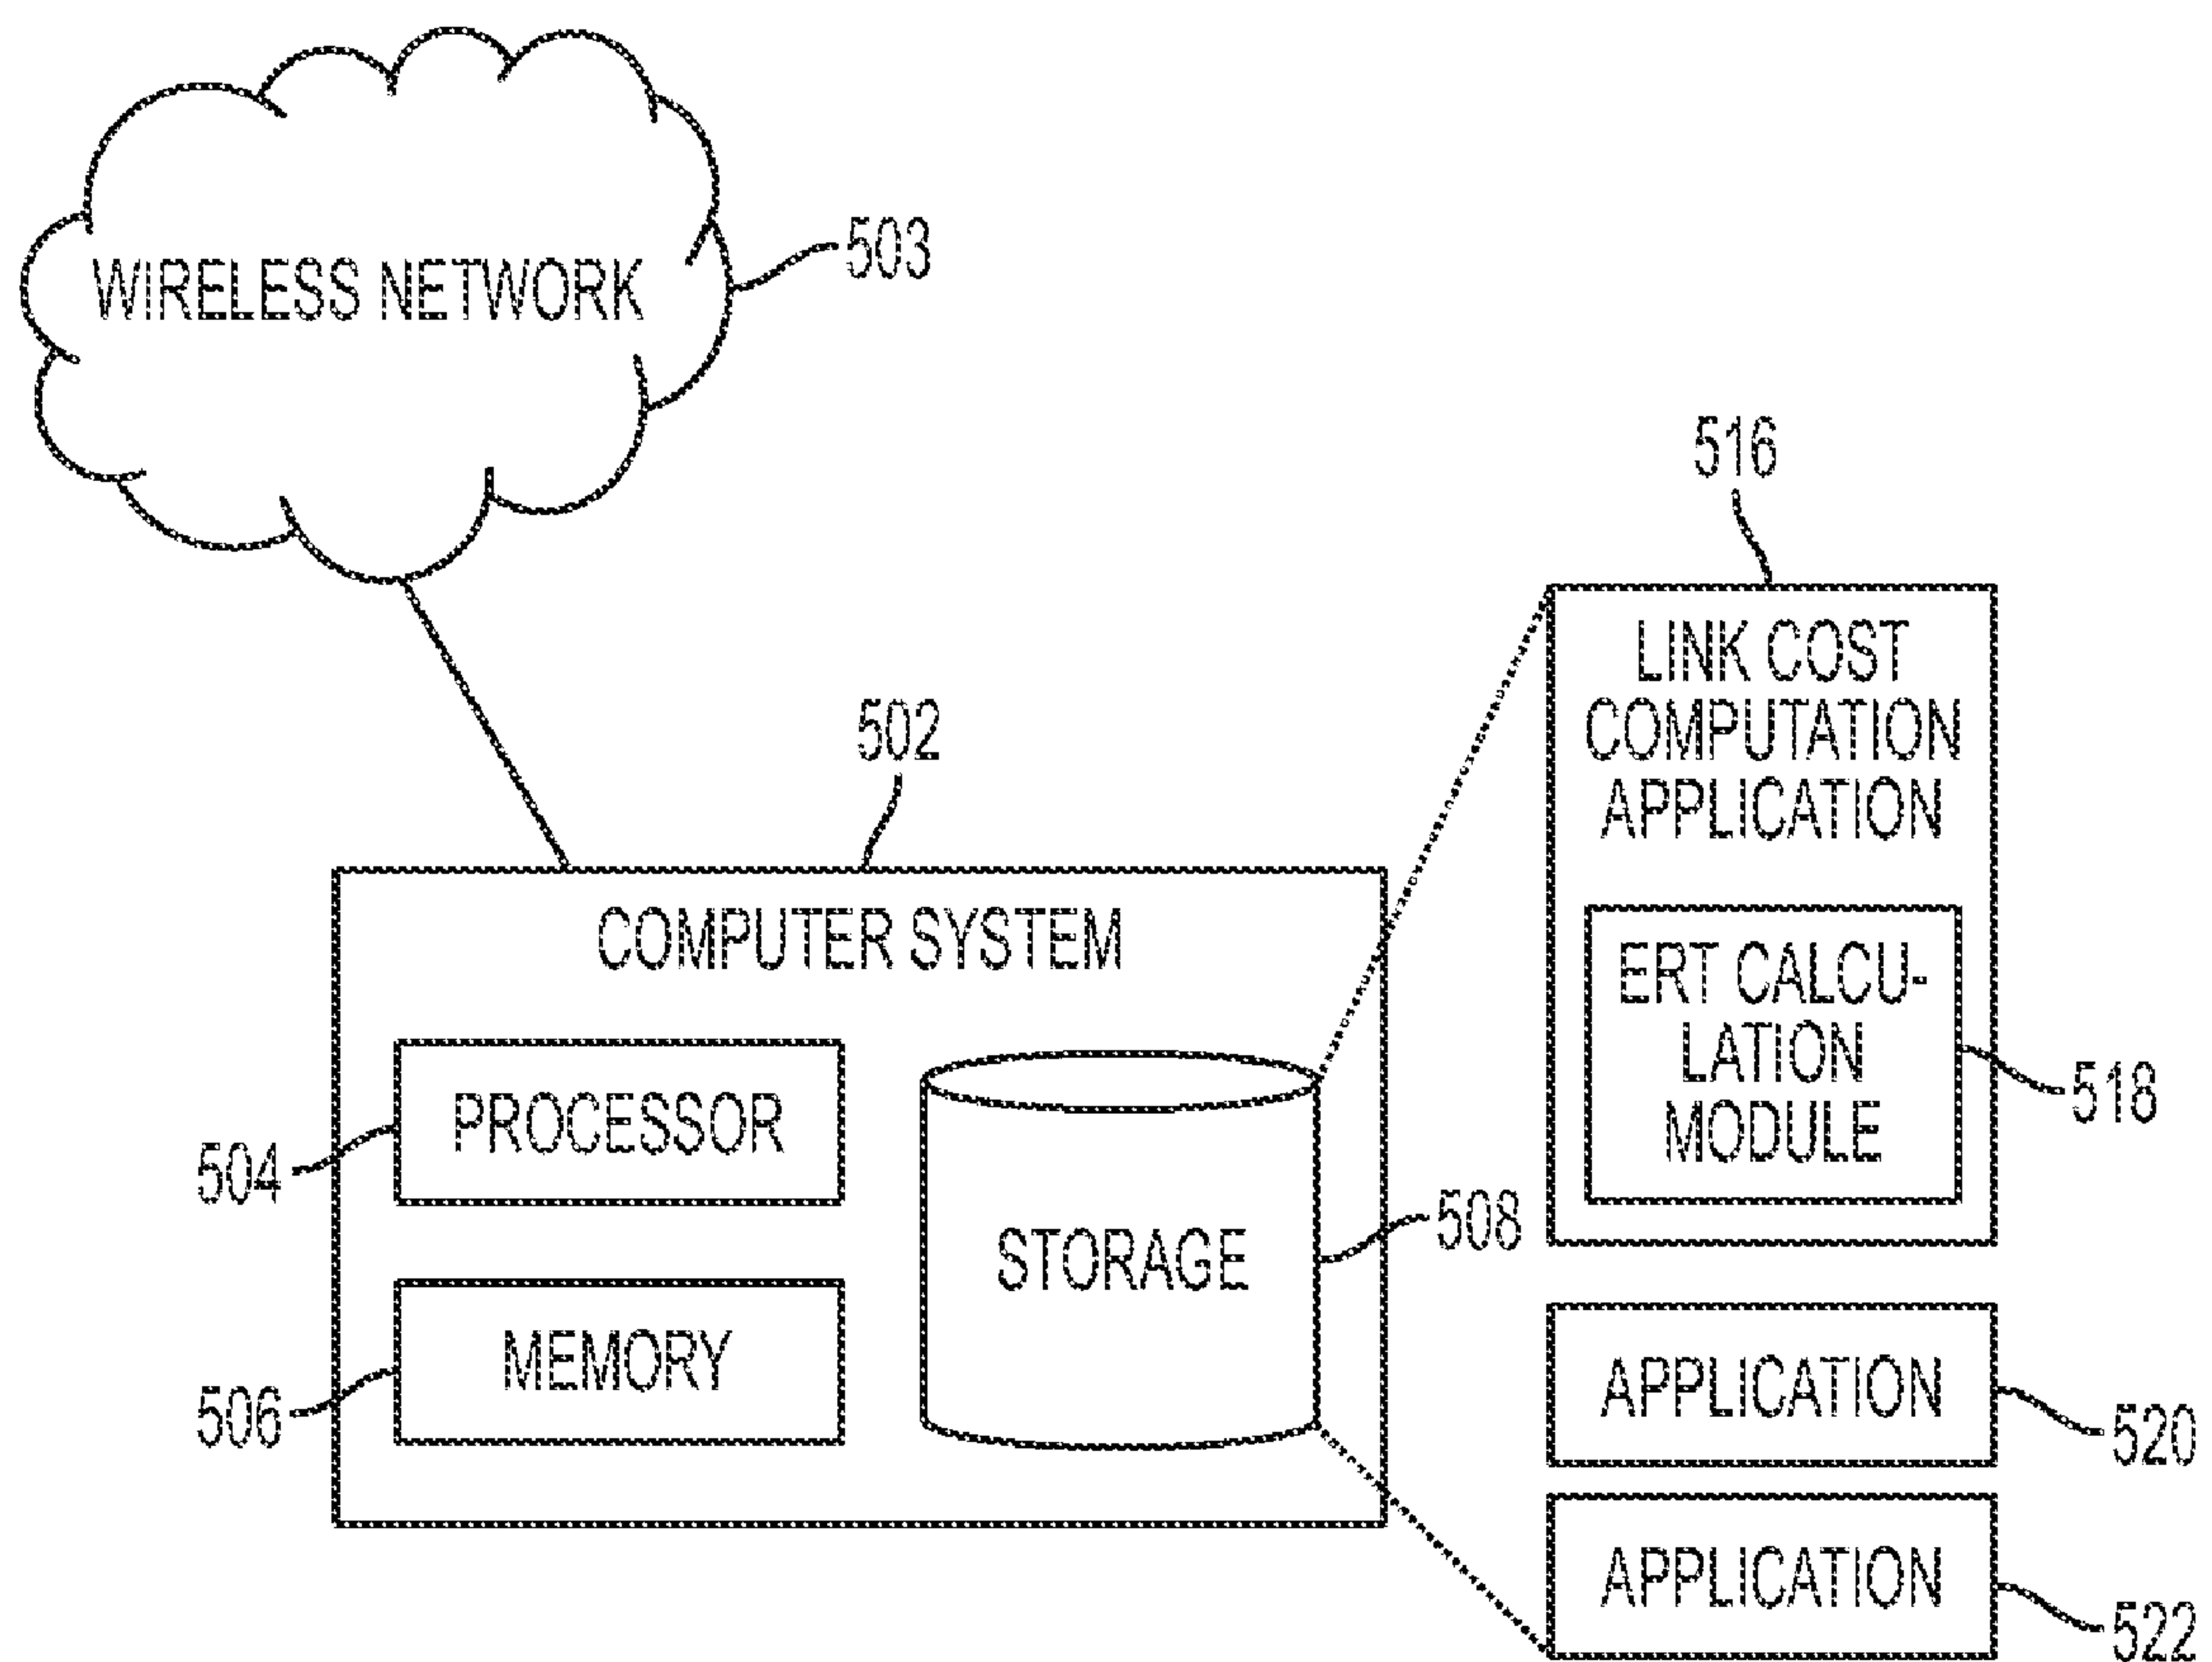 WIRELESS NETWORK
503
516
LINK COST
COMPUTATION
APPLICATION
502
COMPUTER SYSTEM
ERT CALCU-
LATION
MODULE
518
PROCESSOR
504
STORAGE
508
MEMORY
506
APPLICATION
520
APPLICATION
522